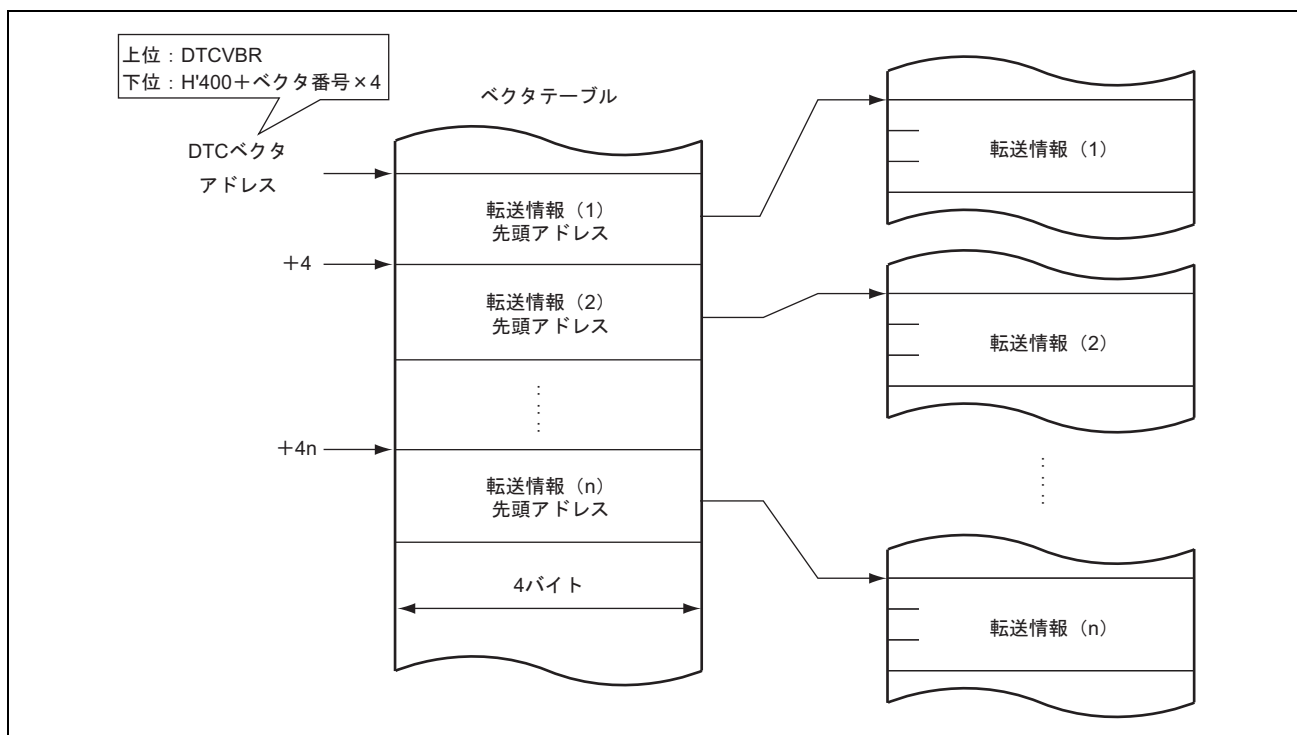 上位：DTCVBR
下位：H'400＋ベクタ番号×4
DTCベクタ
アドレス
ベクタテーブル
転送情報（1）
先頭アドレス
＋4
転送情報（2）
先頭アドレス
＋4n
転送情報（n）
先頭アドレス
4バイト
転送情報（1）
転送情報（2）
転送情報（n）